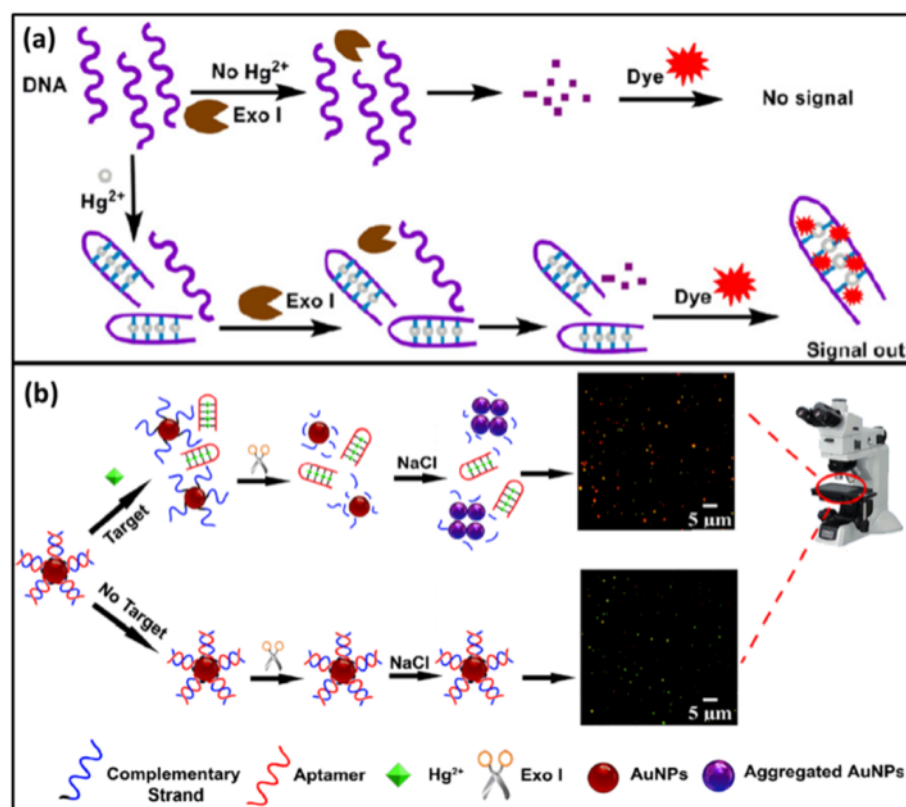 (a)
DNA
No Hg²⁺
Exo I
Dye
No signal
Hg²⁺
Exo I
Dye
Signal out
(b)
Target
NaCl
5 μm
No Target
NaCl
5 μm
Complementary
Strand
Aptamer
Hg²⁺
Exo I
AuNPs
Aggregated AuNPs